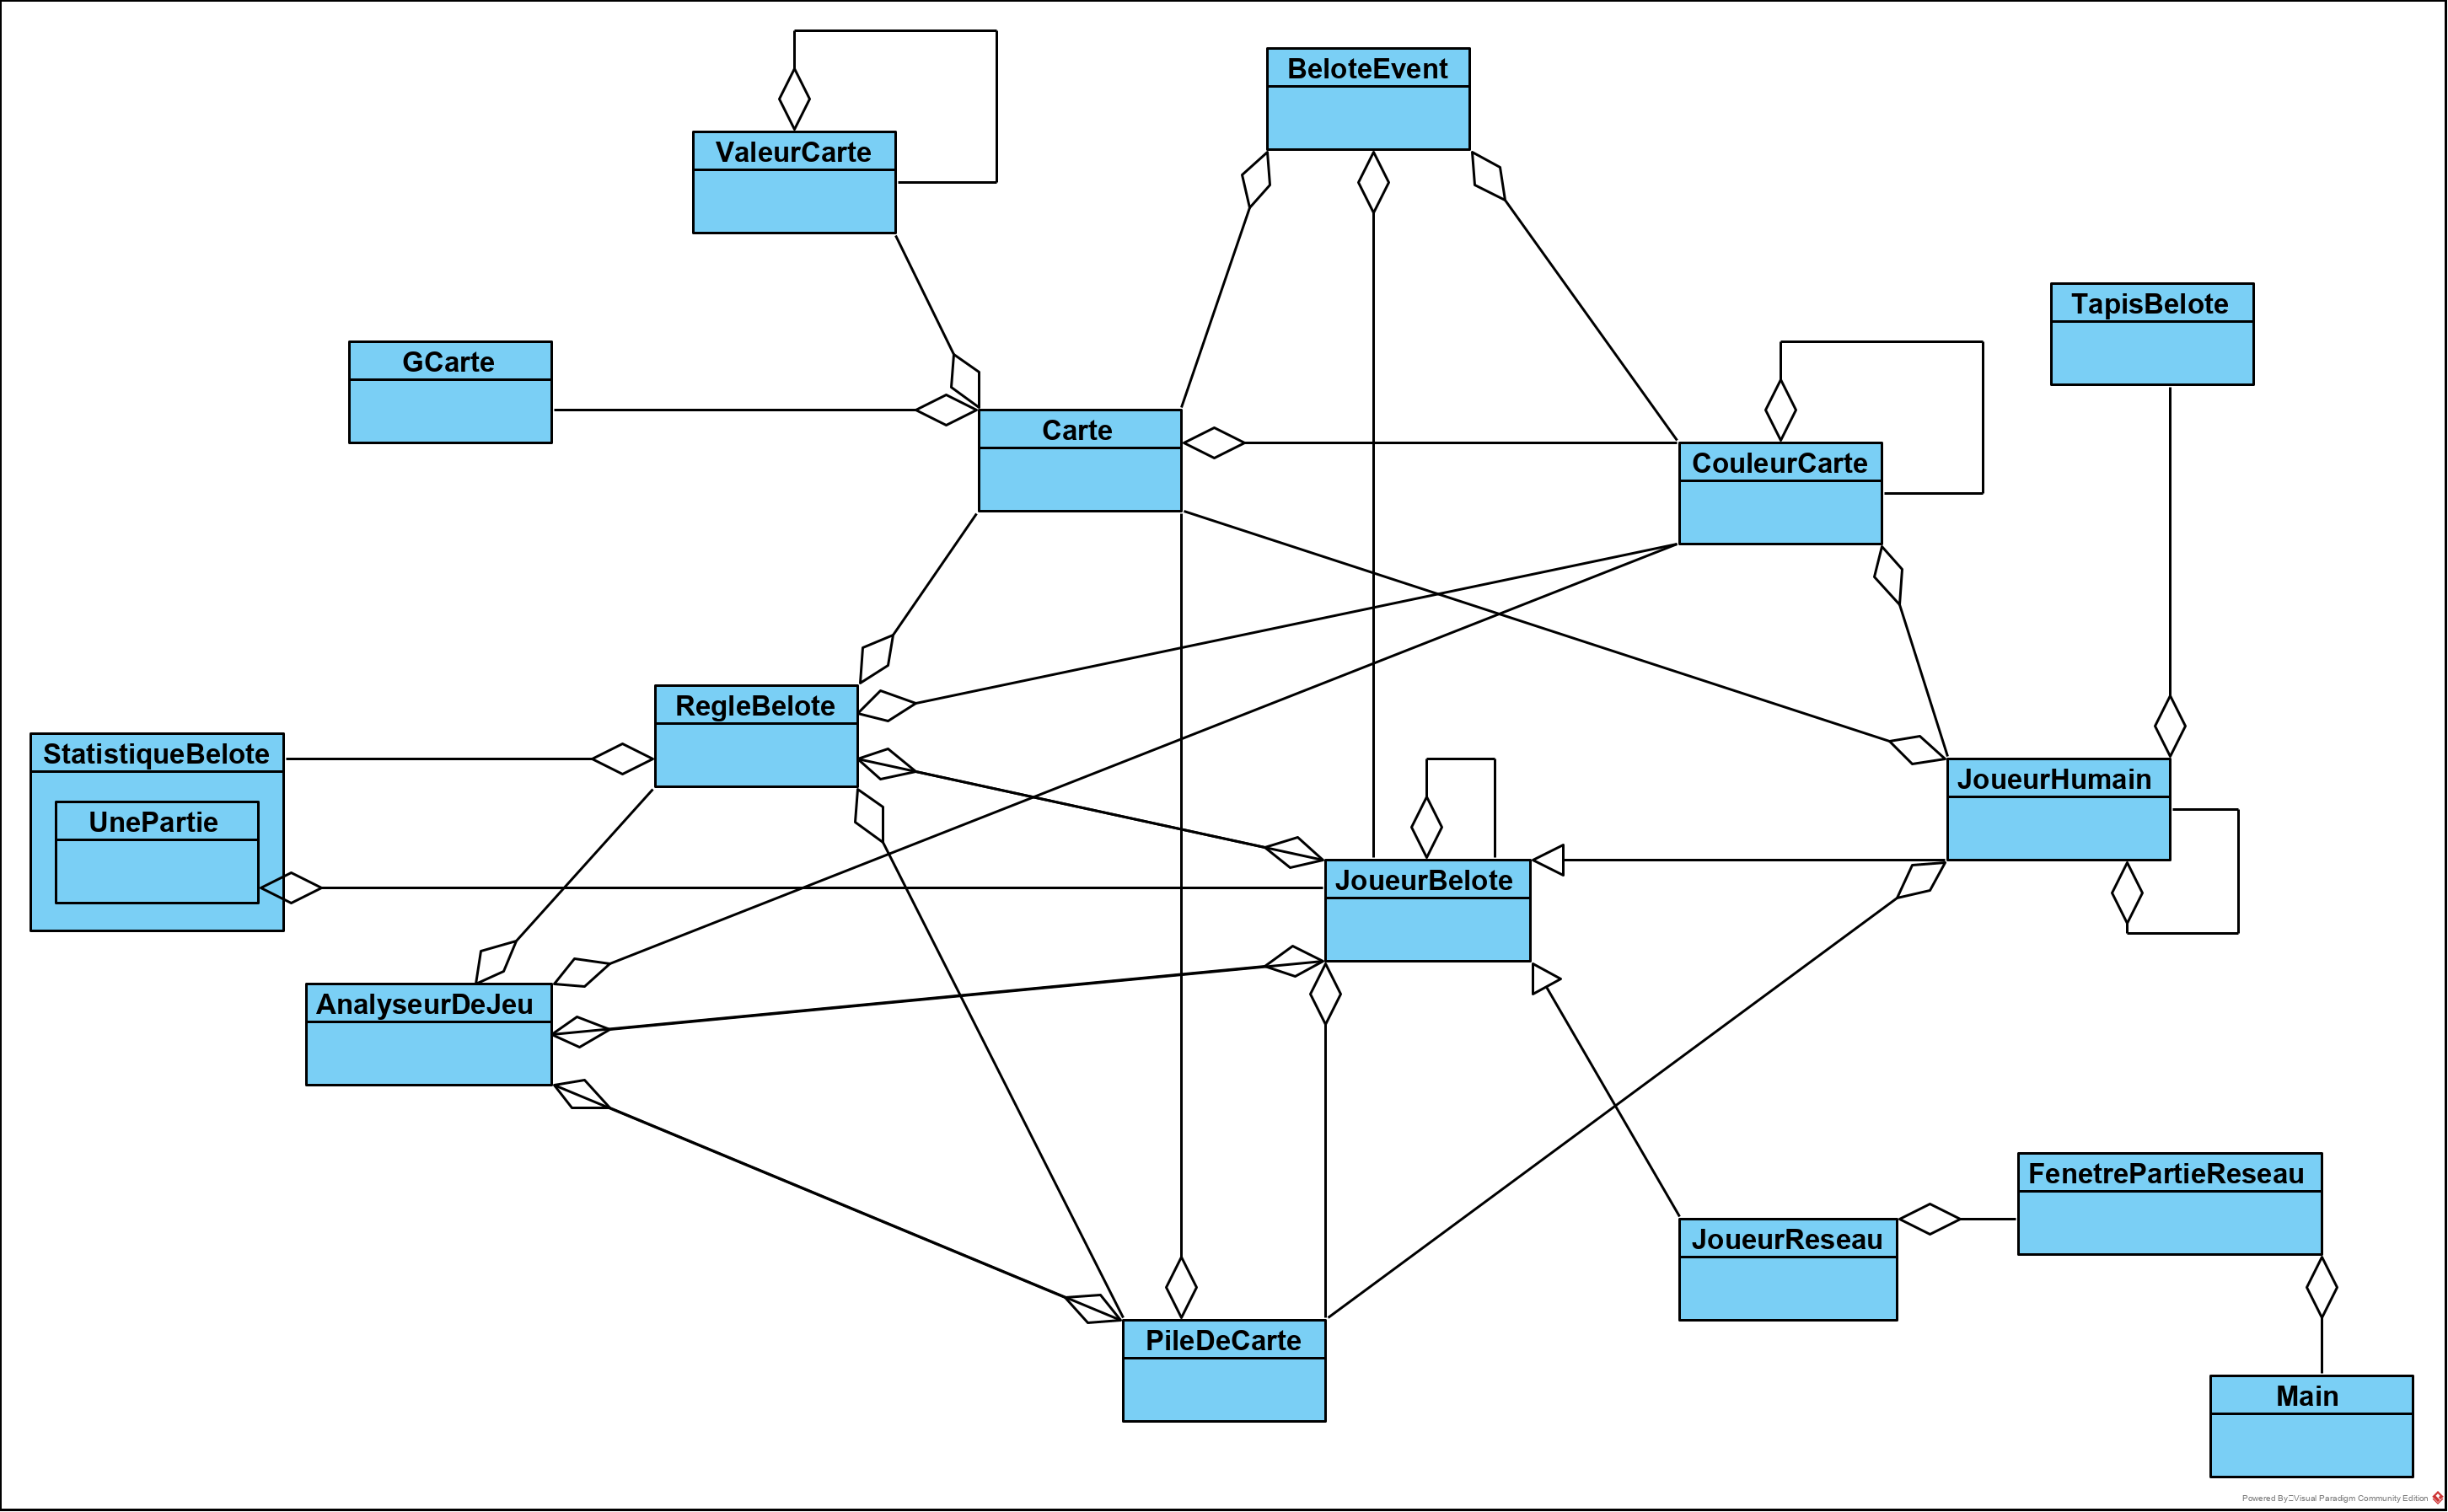 BeloteEvent
ValeurCarte
TapisBelote
GCarte
Carte
CouleurCarte
RegleBelote
StatistiqueBelote
JoueurHumain
UnePartie
JoueurBelote
AnalyseurDeJeu
FenetrePartieReseau
JoueurReseau
PileDeCarte
Main
Powered By Visual Paradigm Community Edition